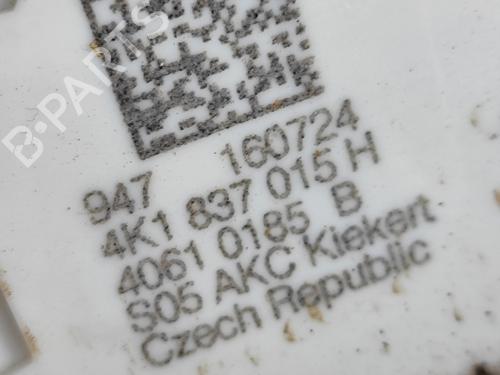 B-PARTS
947 160724
4K1 837 015 H
4061 0185 B
S05 AKC Kiekert
Czech Republic